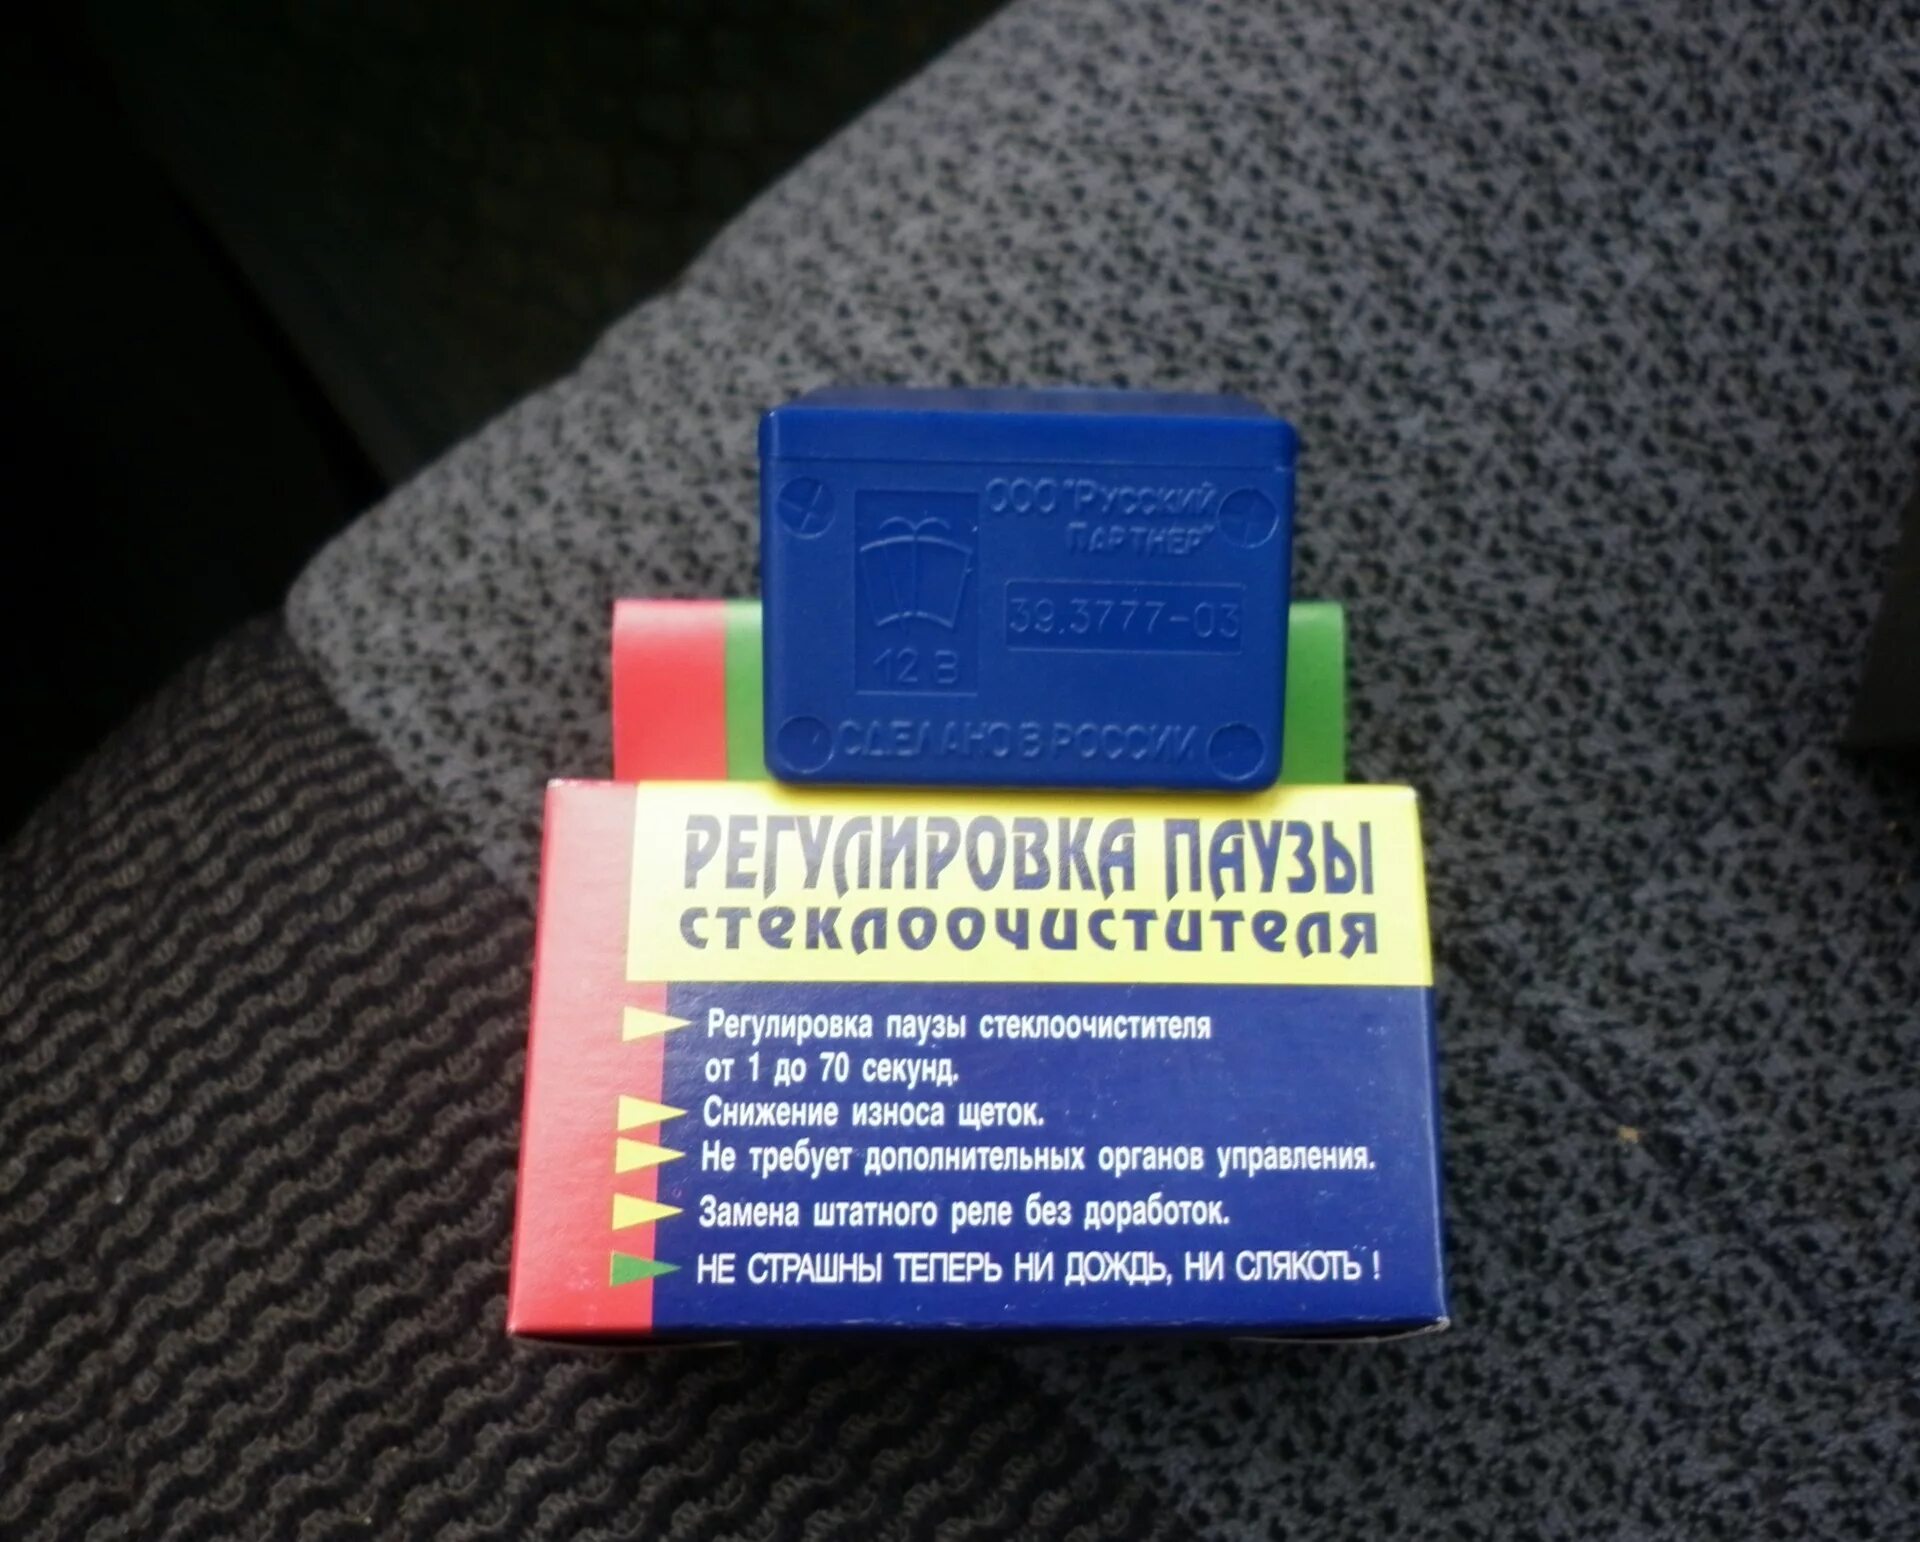 ООО "Русский
Партнер"
39.3777-03
12 В
СДЕЛАНО В РОССИИ
РЕГУЛИРОВКА ПАУЗЫ
СТЕКЛООЧИСТИТЕЛЯ
Регулировка паузы стеклоочистителя
от 1 до 70 секунд.
Снижение износа щеток.
Не требует дополнительных органов управления.
Замена штатного реле без доработок.
НЕ СТРАШНЫ ТЕПЕРЬ НИ ДОЖДЬ, НИ СЛЯКОТЬ !